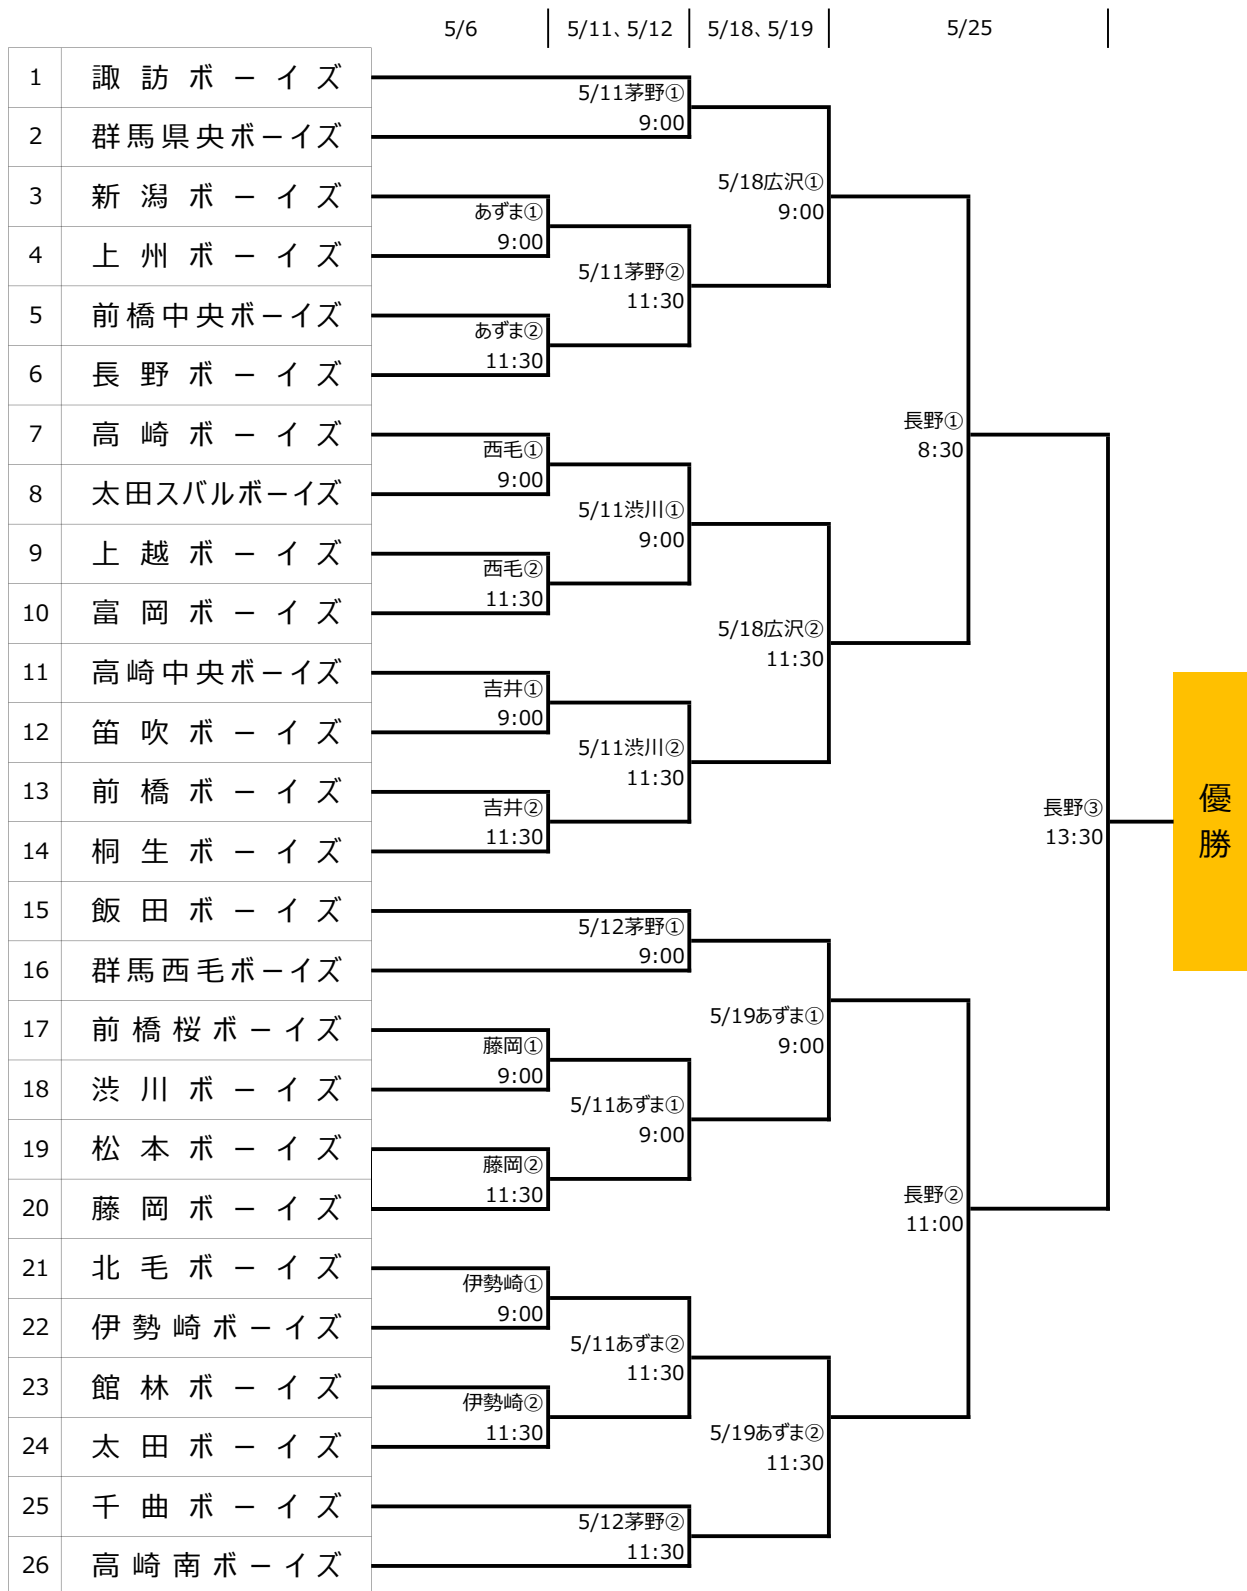 5/6 5/11、5/12 5/18、5/19 5/25
1 諏訪ボーイズ
5/11茅野①
9:00
2 群馬県央ボーイズ
5/18広沢①
9:00
3 新潟ボーイズ
あずま①
9:00
4 上州ボーイズ
5/11茅野②
11:30
5 前橋中央ボーイズ
あずま②
11:30
6 長野ボーイズ
長野①
8:30
7 高崎ボーイズ
西毛①
9:00
8 太田スバルボーイズ
5/11渋川①
9:00
9 上越ボーイズ
西毛②
11:30
10 富岡ボーイズ
5/18広沢②
11:30
11 高崎中央ボーイズ
吉井①
9:00
12 笛吹ボーイズ
5/11渋川②
11:30
13 前橋ボーイズ
吉井②
11:30
14 桐生ボーイズ
長野③
13:30
優勝
15 飯田ボーイズ
5/12茅野①
9:00
16 群馬西毛ボーイズ
5/19あずま①
9:00
17 前橋桜ボーイズ
藤岡①
9:00
18 渋川ボーイズ
5/11あずま①
9:00
19 松本ボーイズ
藤岡②
11:30
20 藤岡ボーイズ
長野②
11:00
21 北毛ボーイズ
伊勢崎①
9:00
22 伊勢崎ボーイズ
5/11あずま②
11:30
23 館林ボーイズ
伊勢崎②
11:30
24 太田ボーイズ
5/19あずま②
11:30
25 千曲ボーイズ
5/12茅野②
11:30
26 高崎南ボーイズ